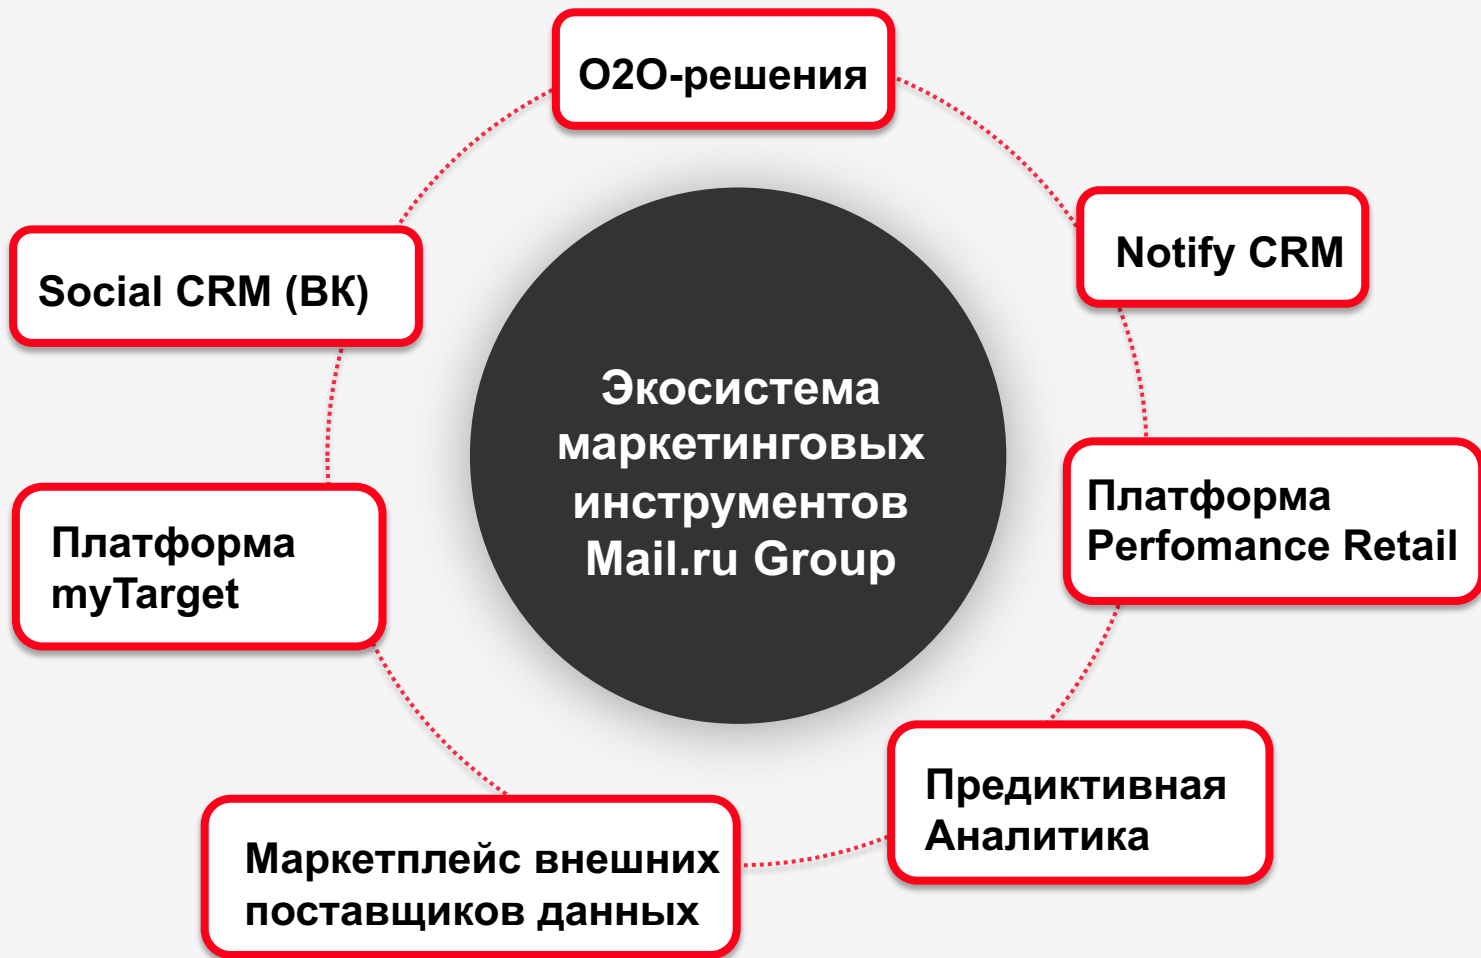 О2О-решения
Notify CRM
Social CRM (ВК)
Экосистема
маркетинговых
инструментов
Mail.ru Group
Платформа
Perfomance Retail
Платформа
myTarget
Предиктивная
Аналитика
Маркетплейс внешних
поставщиков данных